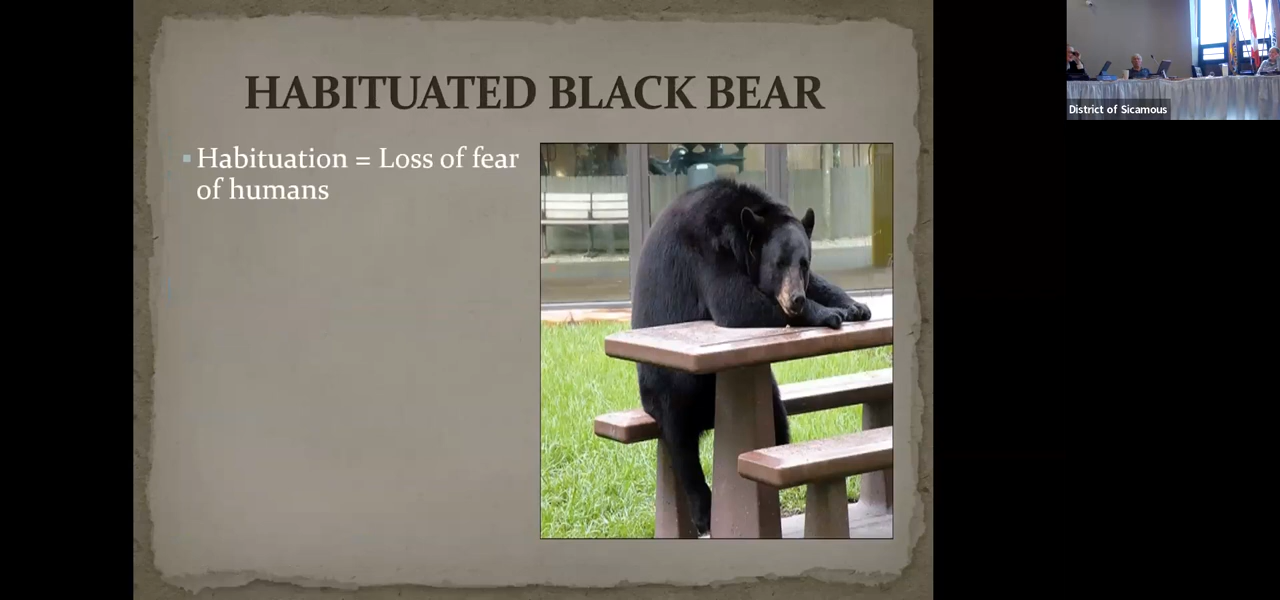 HABITUATED BLACK BEAR
▪ Habituation = Loss of fear
of humans
District of Sicamous